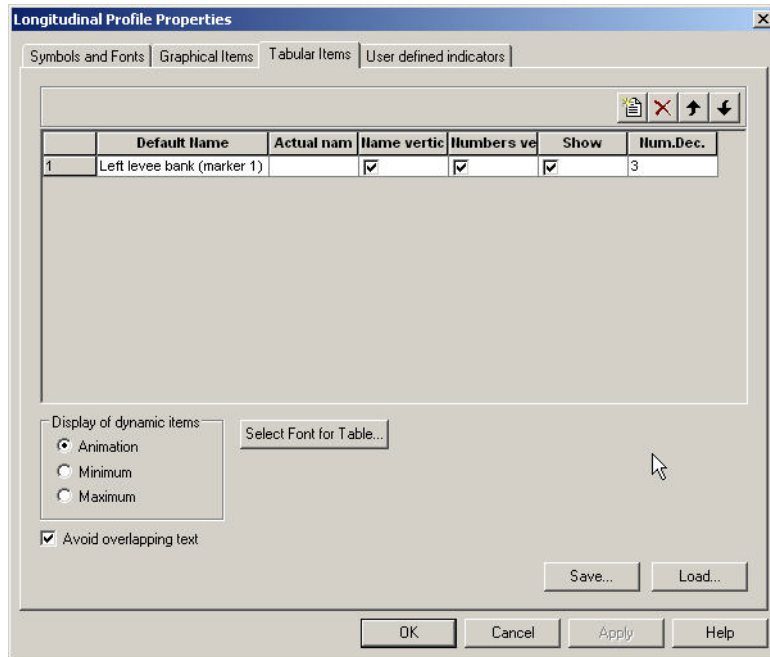 Longitudinal Profile Properties
Symbols and Fonts Graphical Items Tabular Items User defined indicators
Default Name Actual nam Name vertic Numbers ve Show Num.Dec.
1 Left levee bank (marker 1) 3
Display of dynamic items
Animation
Minimum
Maximum
Select Font for Table...
Avoid overlapping text
Save... Load...
OK Cancel Apply Help